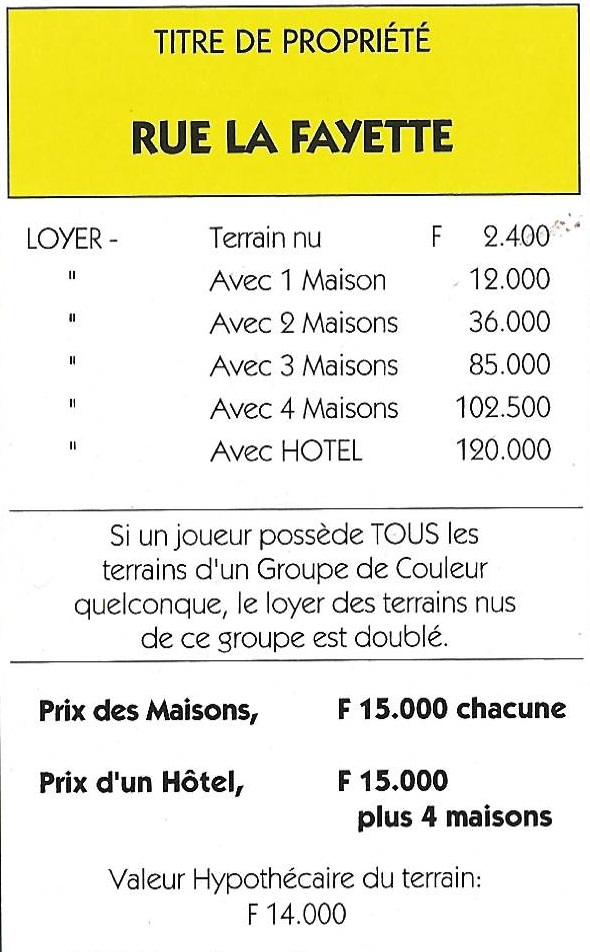 TITRE DE PROPRIÉTÉ
RUE LA FAYETTE
LOYER - Terrain nu F 2.400
" Avec 1 Maison 12.000
" Avec 2 Maisons 36.000
" Avec 3 Maisons 85.000
" Avec 4 Maisons 102.500
" Avec HOTEL 120.000
Si un joueur possède TOUS les
terrains d'un Groupe de Couleur
quelconque, le loyer des terrains nus
de ce groupe est doublé.
Prix des Maisons, F 15.000 chacune
Prix d'un Hôtel, F 15.000
plus 4 maisons
Valeur Hypothécaire du terrain:
F 14.000